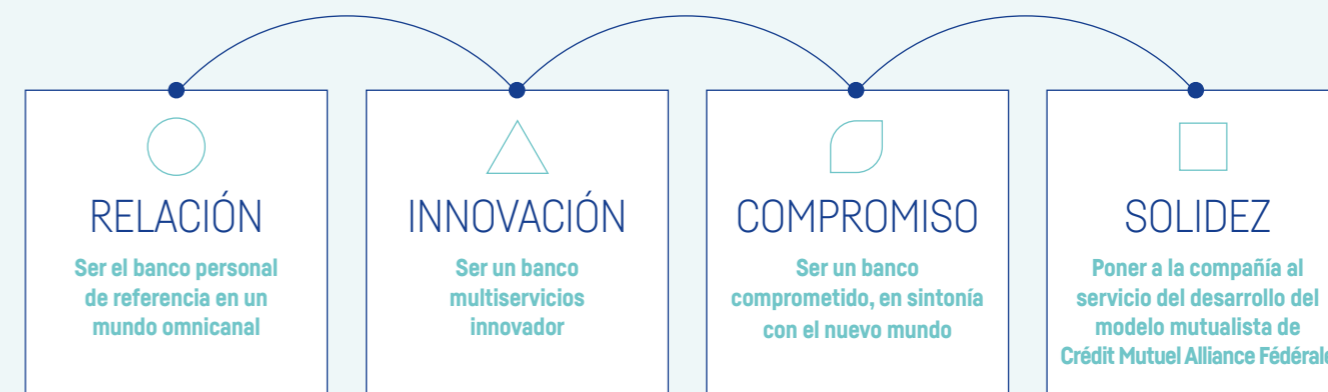 RELACIÓN
Ser el banco personal
de referencia en un
mundo omnicanal
INNOVACIÓN
Ser un banco
multiservicios
innovador
COMPROMISO
Ser un banco
comprometido, en sintonía
con el nuevo mundo
SOLIDEZ
Poner a la compañía al
servicio del desarrollo del
modelo mutualista de
Crédit Mutuel Alliance Fédérale